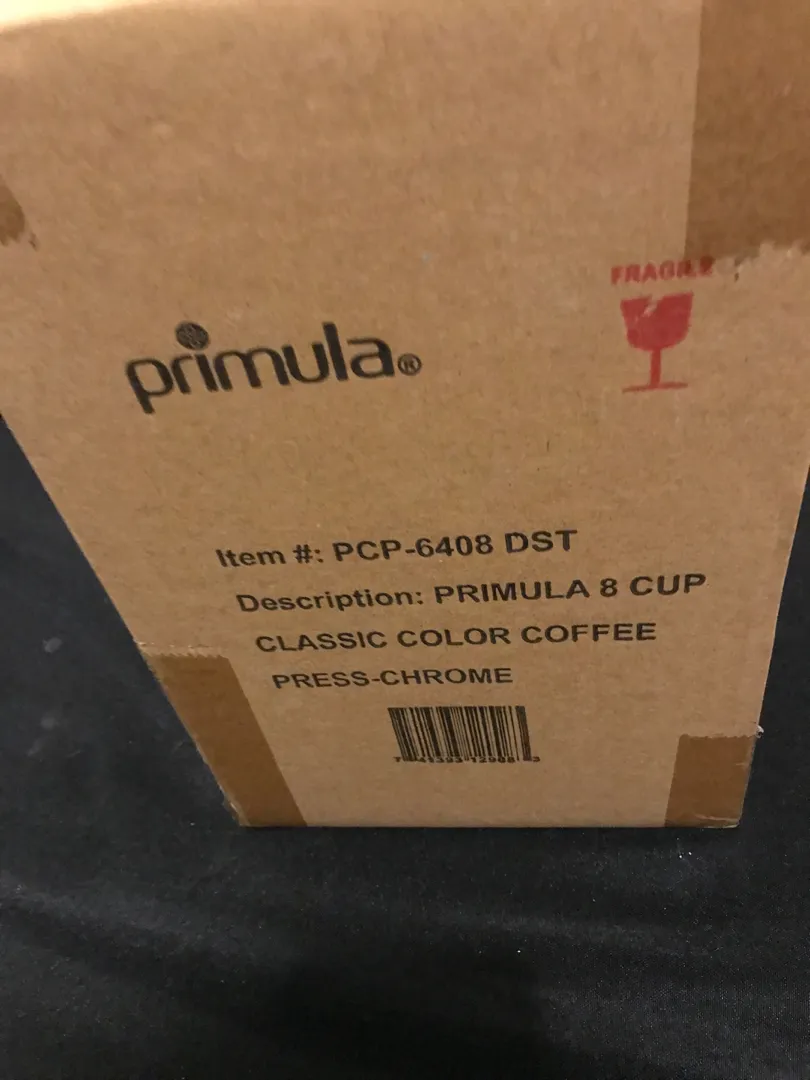 FRAGILE
primula®
Item #: PCP-6408 DST
Description: PRIMULA 8 CUP
CLASSIC COLOR COFFEE
PRESS-CHROME